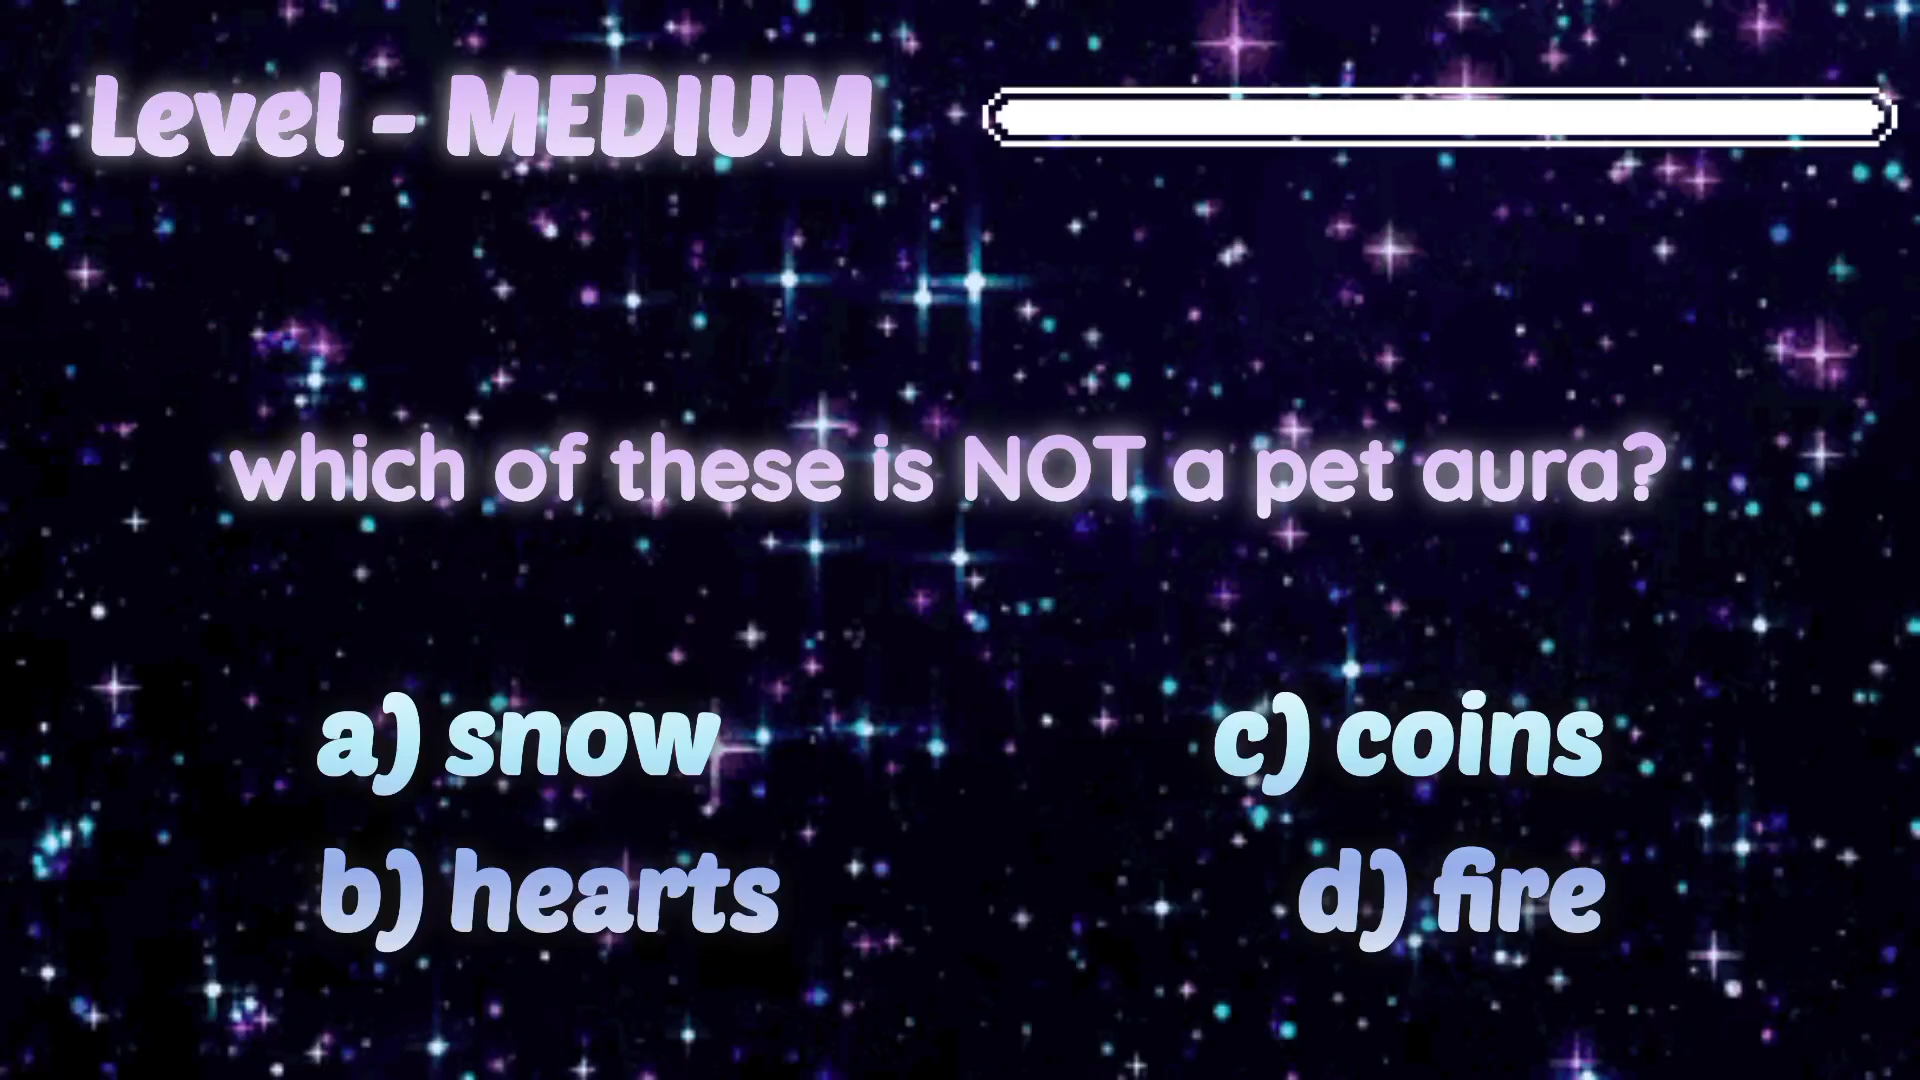 Level - MEDIUM
which of these is NOT a pet aura?
a) snow
b) hearts
c) coins
d) fire